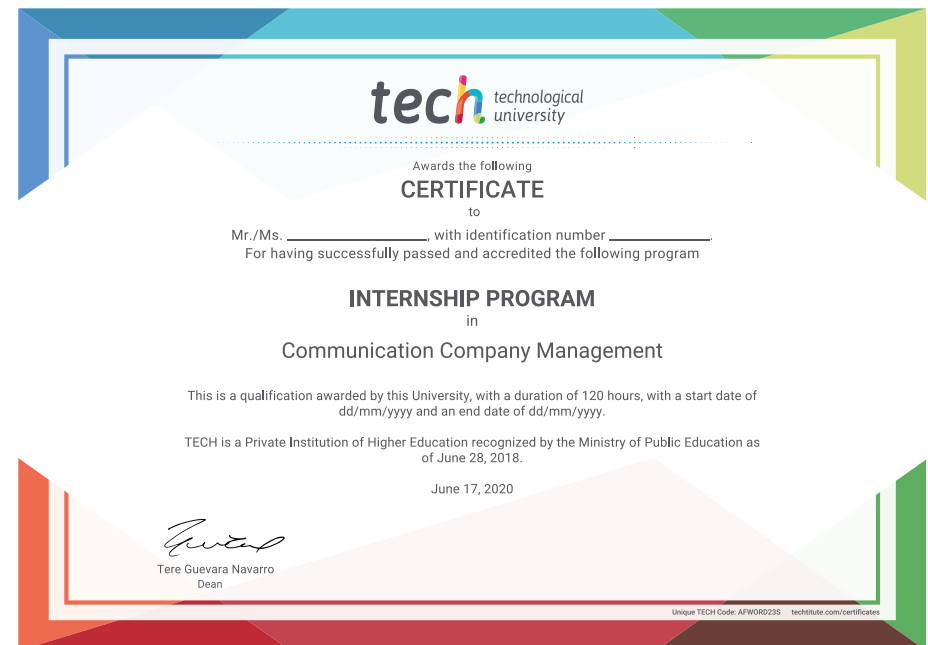 tech technological
university
Awards the following
CERTIFICATE
to
Mr./Ms. ________________, with identification number ____________.
For having successfully passed and accredited the following program
INTERNSHIP PROGRAM
in
Communication Company Management
This is a qualification awarded by this University, with a duration of 120 hours, with a start date of
dd/mm/yyyy and an end date of dd/mm/yyyy.
TECH is a Private Institution of Higher Education recognized by the Ministry of Public Education as
of June 28, 2018.
June 17, 2020
Tere Guevara Navarro
Dean
Unique TECH Code: AFWORD23S techtitute.com/certificates